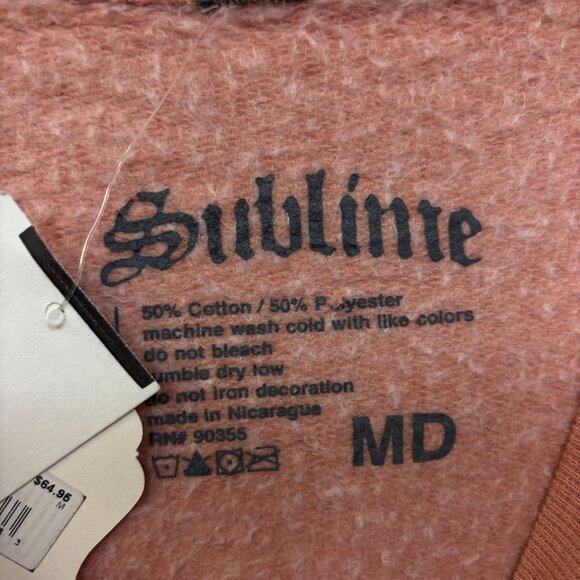 Sublime
50% Cotton / 50% Polyester
machine wash cold with like colors
do not bleach
tumble dry low
do not iron decoration
made in Nicaragua
RN# 90355
MD
$64.95
M
3